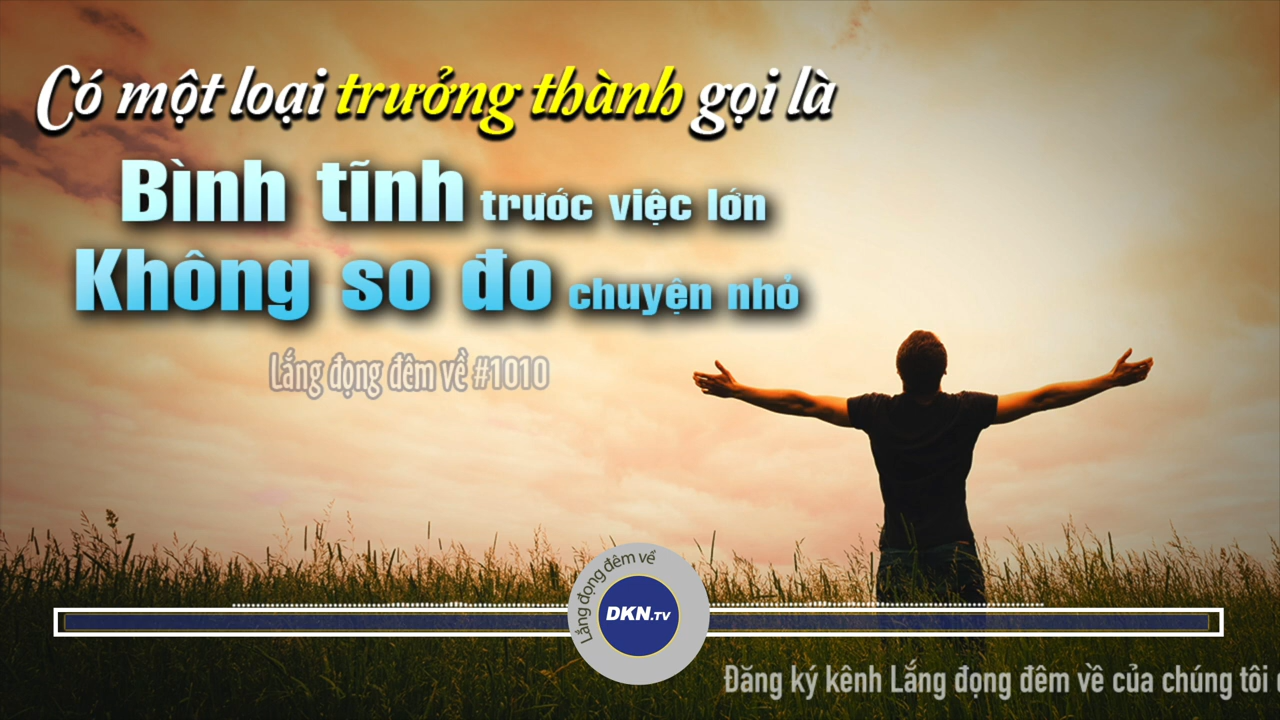 Có một loại trưởng thành gọi là
Bình tĩnh trước việc lớn
Không so đo chuyện nhỏ
Lắng đọng đêm về #1010
Lắng đọng đêm về
DKN.TV
Đăng ký kênh Lắng đọng đêm về của chúng tôi